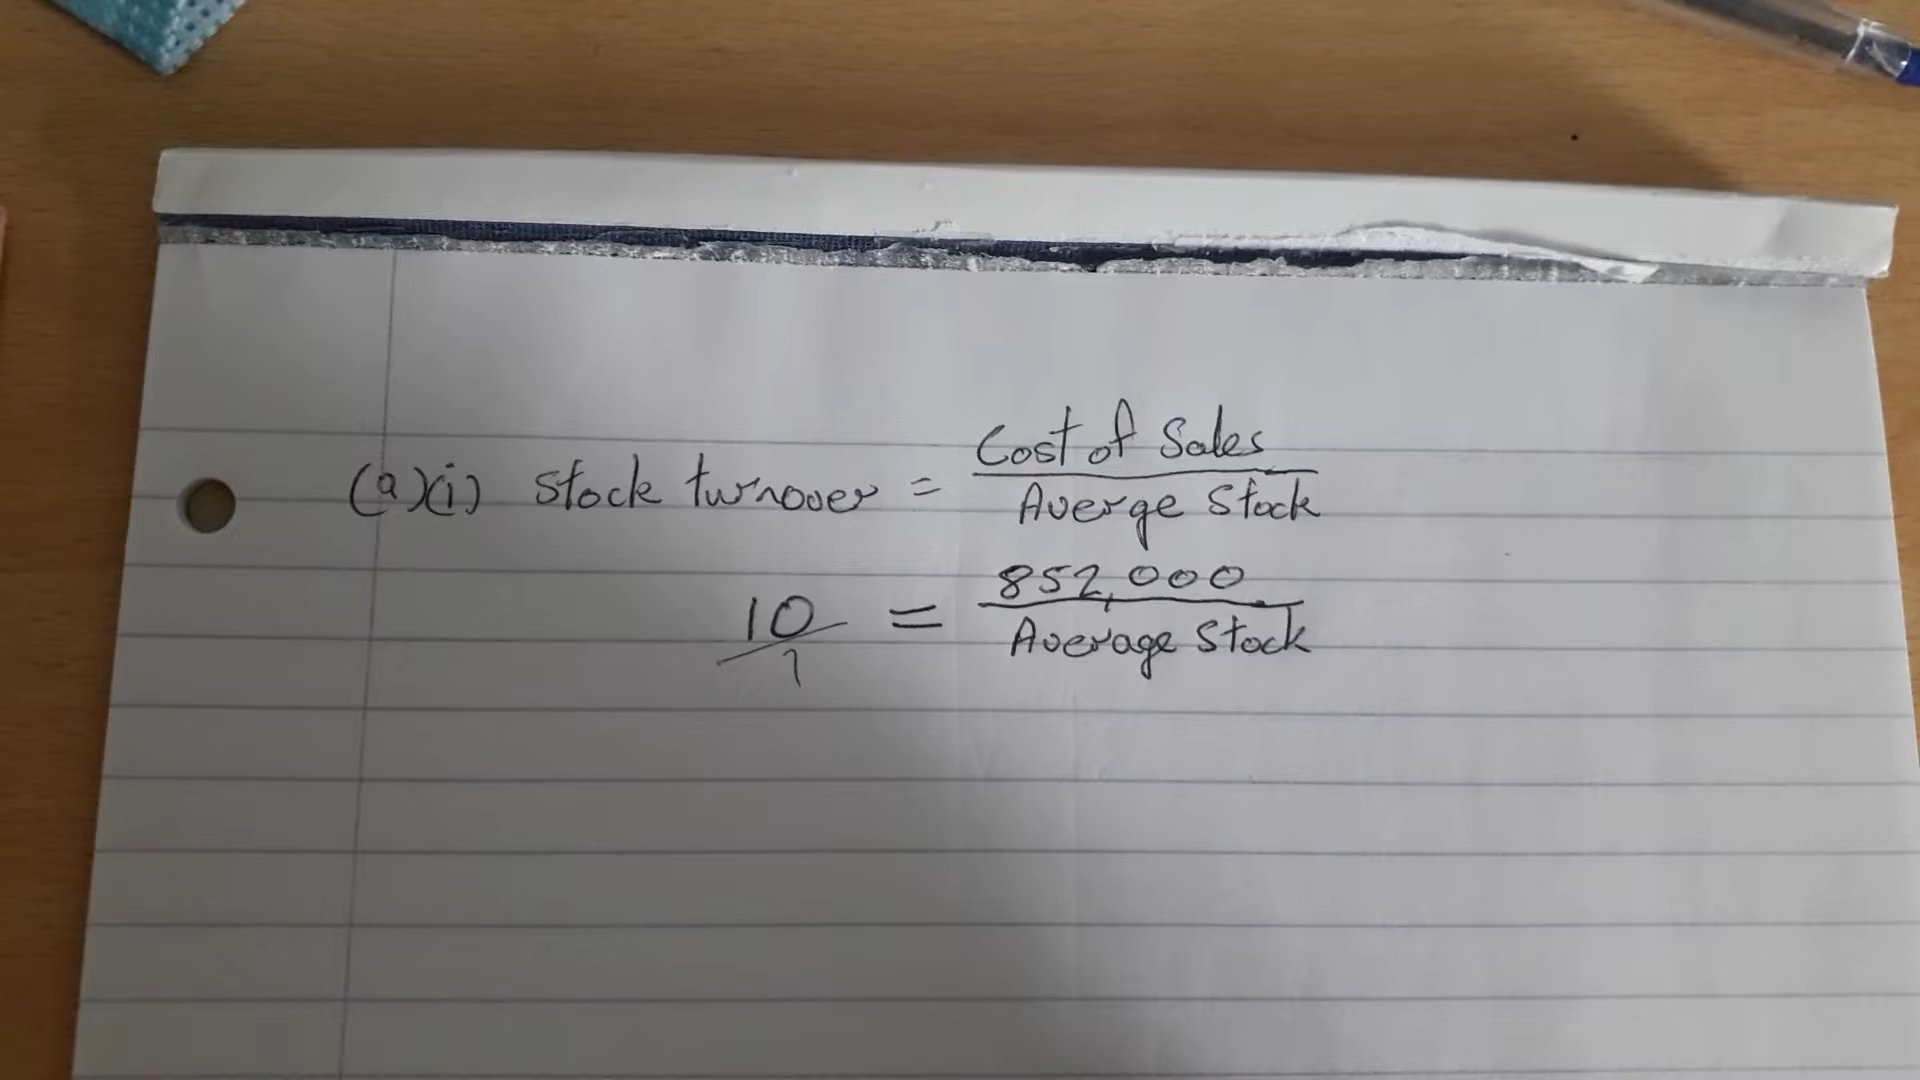 (a)(i) Stock turnover = Cost of Sales / Averge Stock
10/1 = 852,000 / Average Stock